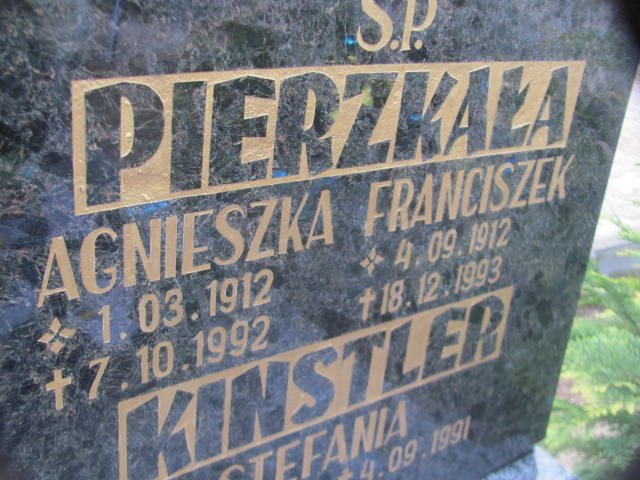 Ś.P.
PIERZKAŁA
AGNIESZKA FRANCISZEK
1.03.1912 4.09.1912
✝ 7.10.1992 ✝ 18.12.1993
KINSTLER
STEFANIA
✝ 4.09.1991